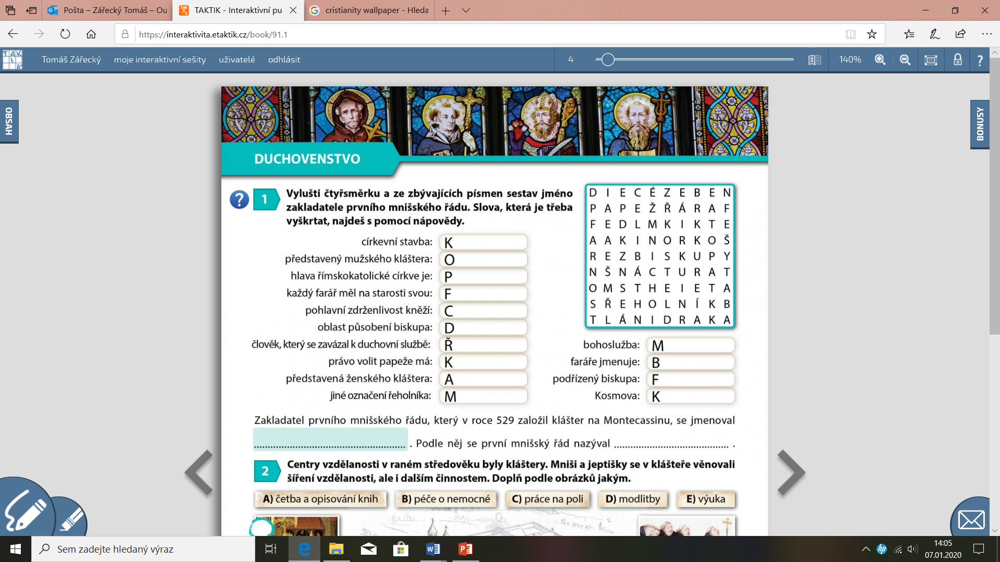 Pošta – Zářecký Tomáš – Ou
TAKTIK - Interaktivní pu
cristianity wallpaper - Hleda
https://interaktivita.etaktik.cz/book/91.1
TAKTIK
Tomáš Zářecký moje interaktivní sešity uživatelé odhlásit
4
140%
?
OBSAH
BONUSY
DUCHOVENSTVO
? 1 Vylušti čtyřsměrku a ze zbývajících písmen sestav jméno
zakladatele prvního mnišského řádu. Slova, která je třeba
vyškrtat, najdeš s pomocí nápovědy.
D I E C É Z E B E N
P A P E Ž Ř Á R A F
F E D L M K I K T E
A A K I N O R K O Š
R E Z B I S K U P Y
N Š N Á C T U R A T
O M S T H E I E T A
S Ř E H O L N Í K B
T L Á N I D R A K A
církevní stavba: K
představený mužského kláštera: O
hlava římskokatolické církve je: P
každý farář měl na starosti svou: F
pohlavní zdrženlivost kněží: C
oblast působení biskupa: D
člověk, který se zavázal k duchovní službě: Ř
právo volit papeže má: K
představená ženského kláštera: A
jiné označení řeholníka: M
bohoslužba: M
faráře jmenuje: B
podřízený biskupa: F
Kosmova: K
Zakladatel prvního mnišského řádu, který v roce 529 založil klášter na Montecassinu, se jmenoval
....................................................... . Podle něj se první mnišský řád nazýval ......................................... .
2 Centry vzdělanosti v raném středověku byly kláštery. Mniši a jeptišky se v klášteře věnovali
šíření vzdělanosti, ale i dalším činnostem. Doplň podle obrázků jakým.
A) četba a opisování knih B) péče o nemocné C) práce na poli D) modlitby E) výuka
Sem zadejte hledaný výraz
14:05
07.01.2020